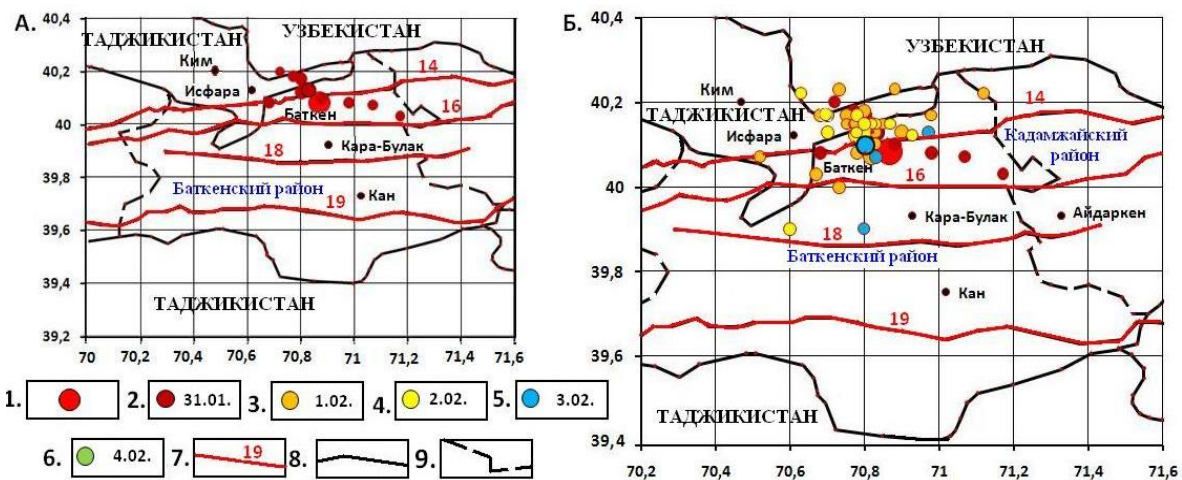 А.
40,4
40,2
40
39,8
39,6
39,4
39,2
70
70,2
70,4
70,6
70,8
71
71,2
71,4
71,6
ТАДЖИКИСТАН
УЗБЕКИСТАН
Ким
Исфара
Баткен
14
16
Кара-Булак
18
Баткенский район
Кан
19
ТАДЖИКИСТАН
1.
2. 31.01.
3. 1.02.
4. 2.02.
5. 3.02.
6. 4.02.
7. 19
8.
9.
Б.
40,4
40,2
40
39,8
39,6
39,4
70,2
70,4
70,6
70,8
71
71,2
71,4
71,6
УЗБЕКИСТАН
Ким
ТАДЖИКИСТАН
Исфара
14
Кадамжайский
район
Баткен
16
Кара-Булак
Айдаркен
18
Баткенский район
Кан
19
ТАДЖИКИСТАН